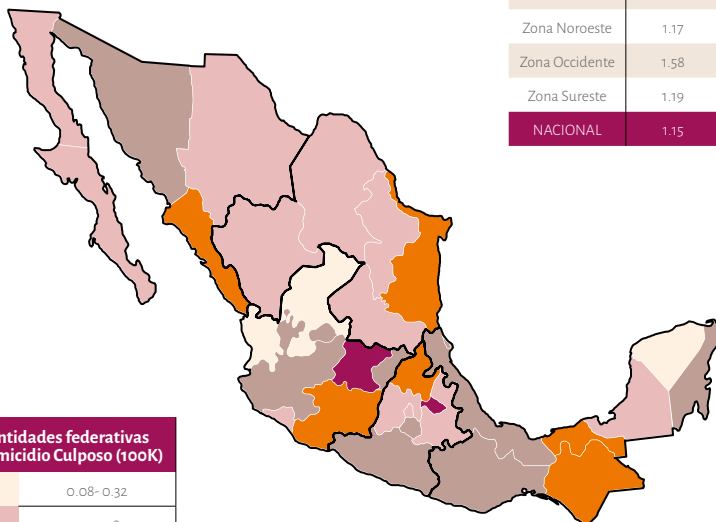 Zona Noroeste 1.17
Zona Occidente 1.58
Zona Sureste 1.19
NACIONAL 1.15
ntidades federativas
micidio Culposo (100K)
0.08-0.32